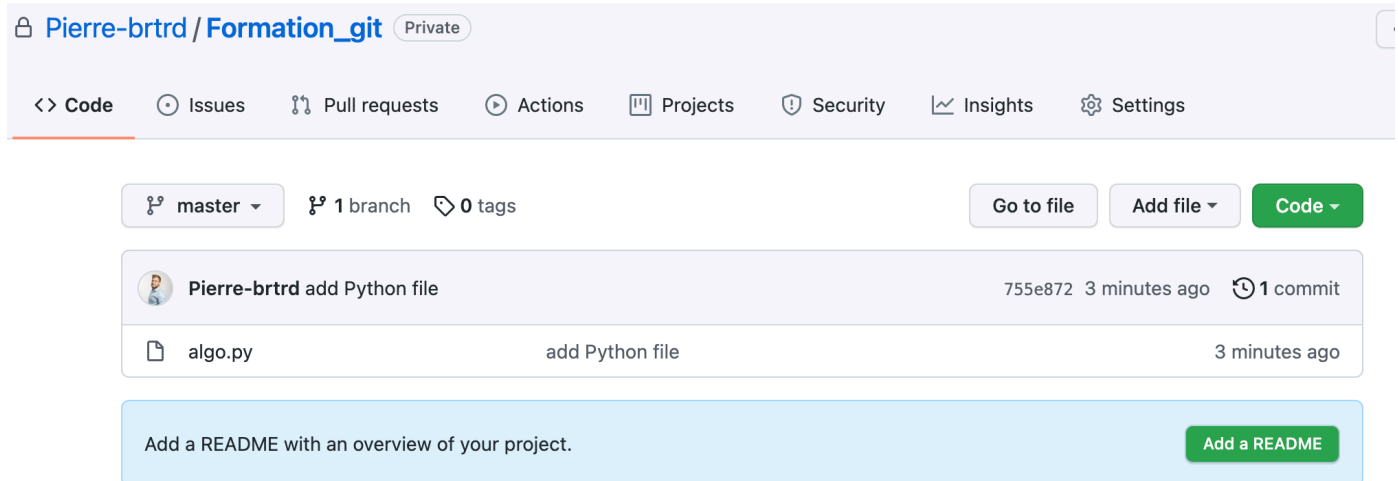 Pierre-brtrd / Formation_git Private
Code Issues Pull requests Actions Projects Security Insights Settings
master 1 branch 0 tags Go to file Add file Code
Pierre-brtrd add Python file 755e872 3 minutes ago 1 commit
algo.py add Python file 3 minutes ago
Add a README with an overview of your project. Add a README